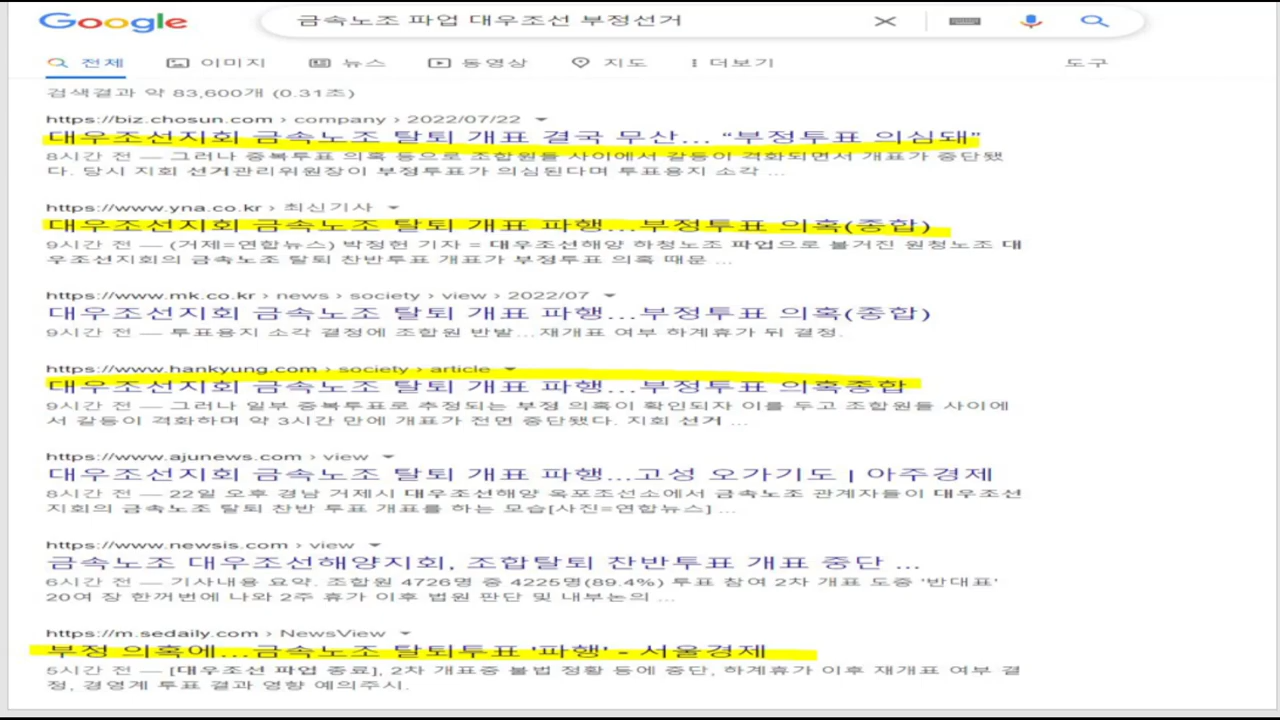 Google 금속노조 파업 대우조선 부정선거
전체 이미지 뉴스 동영상 지도 더보기 도구
검색결과 약 83,600개 (0.31초)
https://biz.chosun.com › company › 2022/07/22
대우조선지회 금속노조 탈퇴 개표 결국 무산... “부정투표 의심돼”
8시간 전 — 그러나 중복투표 의혹 등으로 조합원들 사이에서 갈등이 격화되면서 개표가 중단됐
다. 당시 지회 선거관리위원장이 부정투표가 의심된다며 투표용지 소각 ...
https://www.yna.co.kr › 최신기사
대우조선지회 금속노조 탈퇴 개표 파행...부정투표 의혹(종합)
9시간 전 — (거제=연합뉴스) 박정헌 기자 = 대우조선해양 하청노조 파업으로 불거진 원청노조 대
우조선지회의 금속노조 탈퇴 찬반투표 개표가 부정투표 의혹 때문 ...
https://www.mk.co.kr › news › society › view › 2022/07
대우조선지회 금속노조 탈퇴 개표 파행...부정투표 의혹(종합)
9시간 전 — 투표용지 소각 결정에 조합원 반발...재개표 여부 하계휴가 뒤 결정.
https://www.hankyung.com › society › article
대우조선지회 금속노조 탈퇴 개표 파행...부정투표 의혹종합
9시간 전 — 그러나 일부 중복투표로 추정되는 부정 의혹이 확인되자 이를 두고 조합원들 사이에
서 갈등이 격화하며 약 3시간 만에 개표가 전면 중단됐다. 지회 선거 ...
https://www.ajunews.com › view
대우조선지회 금속노조 탈퇴 개표 파행...고성 오가기도 | 아주경제
8시간 전 — 22일 오후 경남 거제시 대우조선해양 옥포조선소에서 금속노조 관계자들이 대우조선
지회의 금속노조 탈퇴 찬반 투표 개표를 하는 모습[사진=연합뉴스] ...
https://www.newsis.com › view
금속노조 대우조선해양지회, 조합탈퇴 찬반투표 개표 중단 ...
6시간 전 — 기사내용 요약. 조합원 4726명 중 4225명(89.4%) 투표 참여 2차 개표 도중 '반대표'
20여 장 한꺼번에 나와 2주 휴가 이후 법원 판단 및 내부논의 ...
https://m.sedaily.com › NewsView
부정 의혹에...금속노조 탈퇴투표 '파행' - 서울경제
5시간 전 — [대우조선 파업 종료], 2차 개표중 불법 정황 등에 중단, 하계휴가 이후 재개표 여부 결
정, 경영계 투표 결과 영향 예의주시.